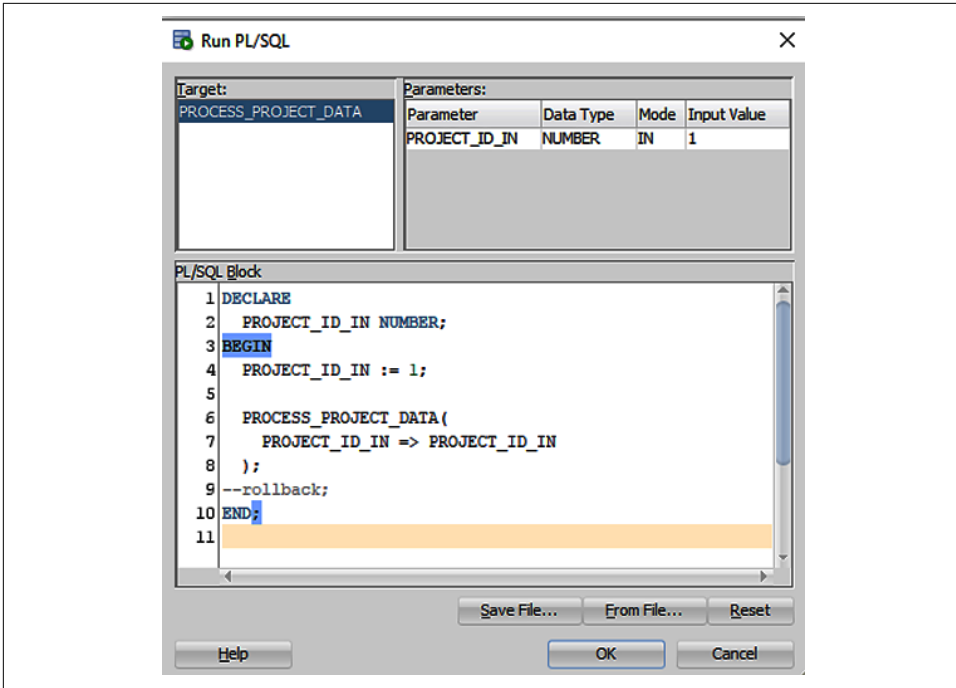 Run PL/SQL
Target:
PROCESS_PROJECT_DATA
Parameters:
Parameter Data Type Mode Input Value
PROJECT_ID_IN NUMBER IN 1
PL/SQL Block
1 DECLARE
2 PROJECT_ID_IN NUMBER;
3 BEGIN
4 PROJECT_ID_IN := 1;
5
6 PROCESS_PROJECT_DATA(
7 PROJECT_ID_IN => PROJECT_ID_IN
8 );
9 --rollback;
10 END;
11
Save File... From File... Reset
Help OK Cancel